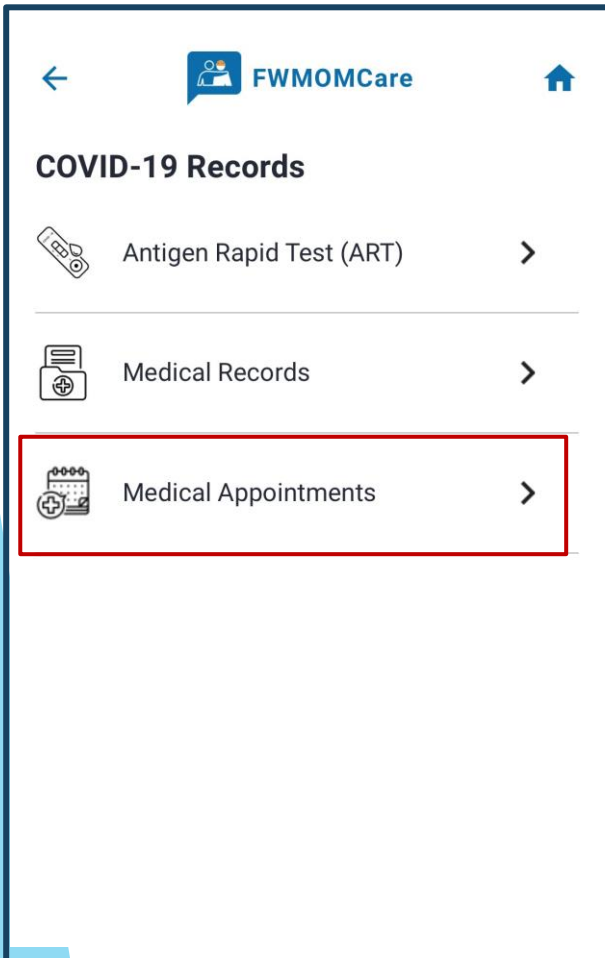 FWMOMCare
COVID-19 Records
Antigen Rapid Test (ART)
Medical Records
Medical Appointments